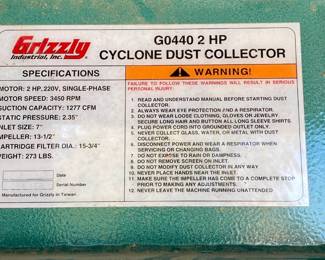 Grizzly
Industrial, Inc.
G0440 2 HP
CYCLONE DUST COLLECTOR
SPECIFICATIONS
MOTOR: 2 HP, 220V, SINGLE-PHASE
MOTOR SPEED: 3450 RPM
SUCTION CAPACITY: 1277 CFM
STATIC PRESSURE: 2.35"
INLET SIZE: 7"
IMPELLER: 13-1/2"
CARTRIDGE FILTER DIA.: 15-3/4"
WEIGHT: 273 LBS.
Date
Serial Number
Manufactured for Grizzly in Taiwan
WARNING!
FAILURE TO FOLLOW THESE WARNINGS WILL RESULT IN SERIOUS
PERSONAL INJURY:
1. READ AND UNDERSTAND MANUAL BEFORE STARTING DUST
COLLECTOR.
2. ALWAYS WEAR EYE PROTECTION AND A RESPIRATOR.
3. DO NOT WEAR LOOSE CLOTHING, GLOVES OR JEWELRY
SECURE LONG HAIR AND BUTTON ALL LONG SLEEVE SHIRTS.
4. PLUG POWER CORD INTO GROUNDED OUTLET ONLY.
5. NEVER COLLECT GLASS, WATER, OR METAL WITH THIS DUST
COLLECTOR.
6. DISCONNECT POWER AND WEAR A RESPIRATOR WHEN
SERVICING OR CHANGING BAGS.
7. DO NOT EXPOSE TO RAIN OR DAMPNESS.
8. DO NOT REMOVE SCREEN ON INLET.
9. DO NOT MODIFY DUST COLLECTOR IN ANY WAY
10. NEVER PLACE HANDS NEAR THE INLET.
11. MAKE SURE IMPELLER HAS COME TO A COMPLETE STOP
PRIOR TO MAKING ANY ADJUSTMENTS.
12. NEVER LEAVE THE MACHINE RUNNING UNATTENDED